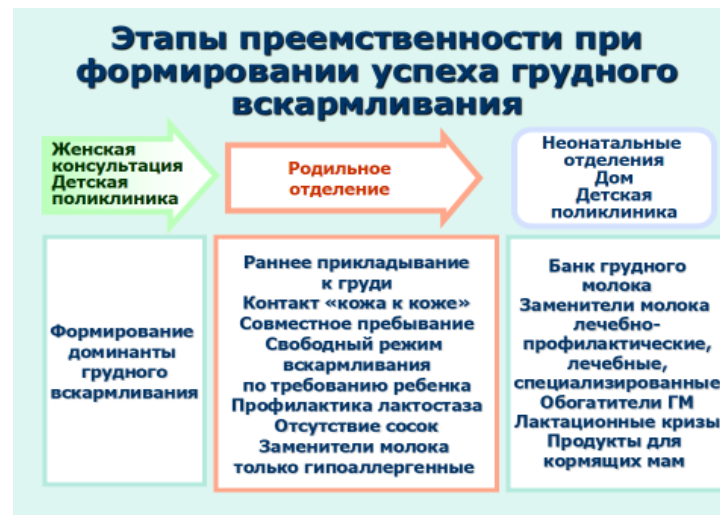 Этапы преемственности при
формировании успеха грудного
вскармливания
Женская
консультация
Детская
поликлиника
Родильное
отделение
Неонатальные
отделения
Дом
Детская
поликлиника
Формирование
доминанты
грудного
вскармливания
Раннее прикладывание
к груди
Контакт «кожа к коже»
Совместное пребывание
Свободный режим
вскармливания
по требованию ребенка
Профилактика лактостаза
Отсутствие сосок
Заменители молока
только гипоаллергенные
Банк грудного
молока
Заменители молока
лечебно-
профилактические,
лечебные,
специализированные
Обогатители ГМ
Лактационные кризы
Продукты для
кормящих мам